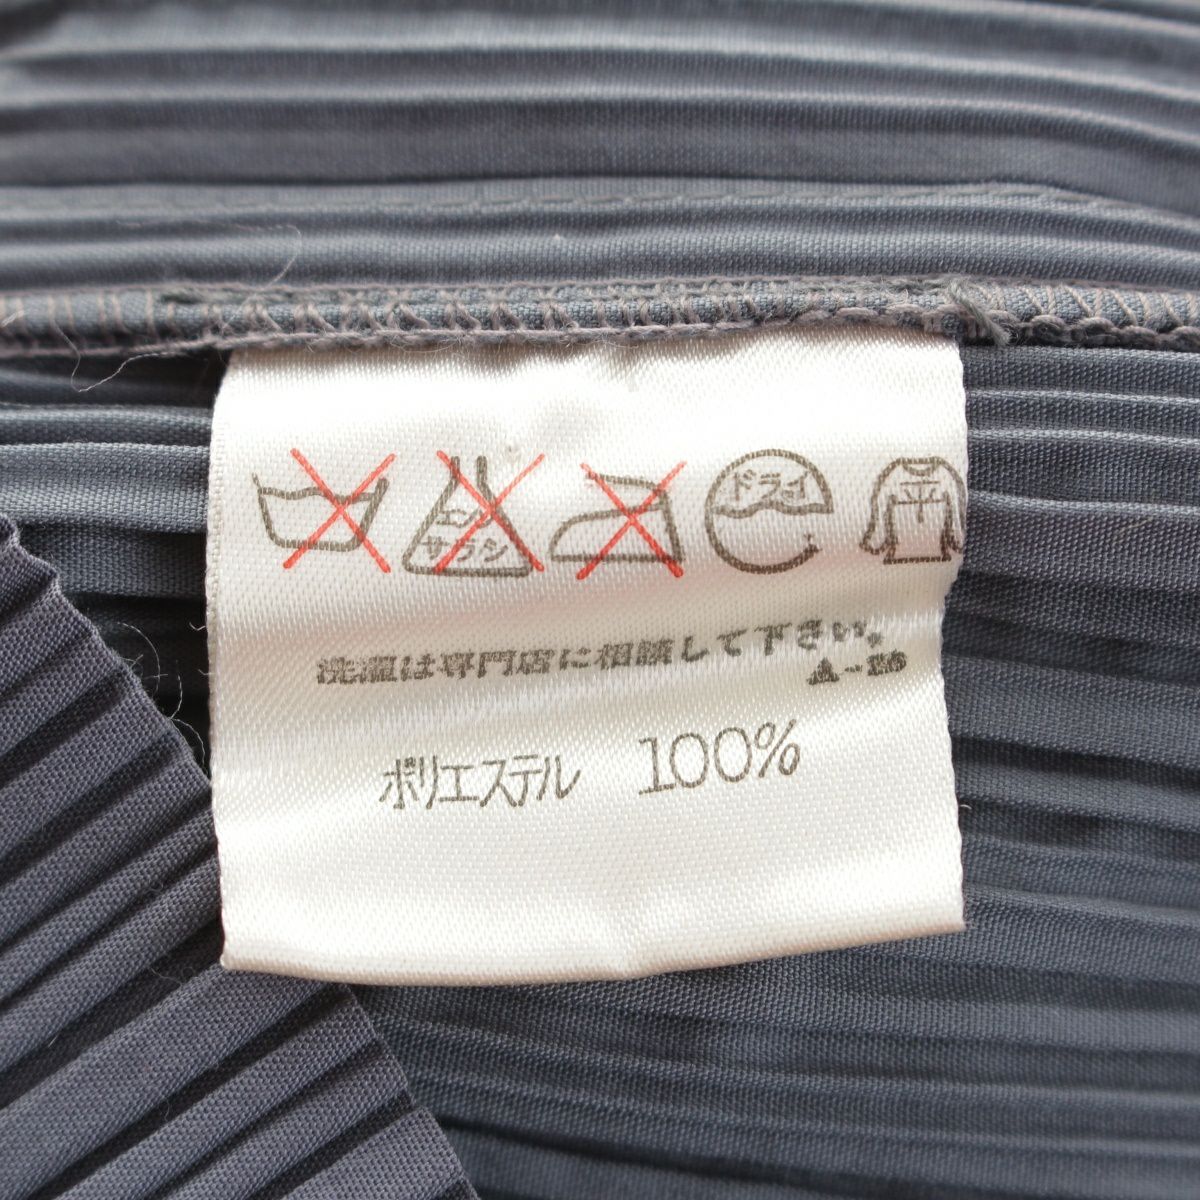 エンソ サラシ ドライ 平
洗濯は専門店に相談して下さい。
A-20
ポリエステル 100%